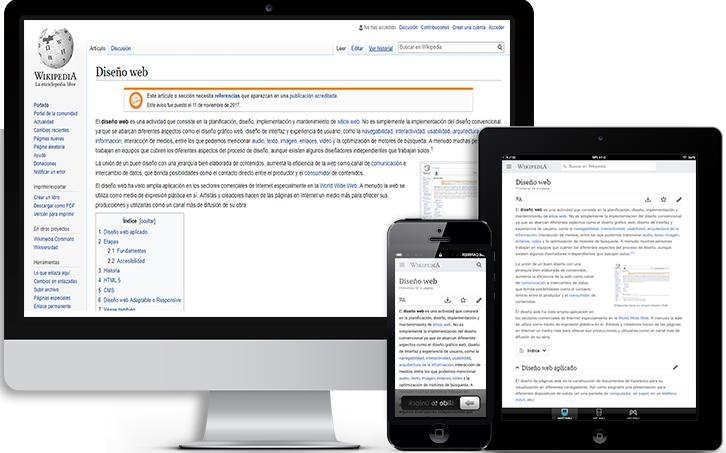 No has accedido Discusión Contribuciones Crear una cuenta Acceder
Artículo Discusión Leer Editar Ver historial Buscar en Wikipedia
WIKIPEDIA
La enciclopedia libre
Portada
Portal de la comunidad
Actualidad
Cambios recientes
Páginas nuevas
Página aleatoria
Ayuda
Donaciones
Notificar un error
Imprimir/exportar
Crear un libro
Descargar como PDF
Versión para imprimir
En otros proyectos
Wikimedia Commons
Wikiversidad
Herramientas
Lo que enlaza aquí
Cambios en enlazadas
Subir archivo
Páginas especiales
Enlace permanente
Diseño web
Este artículo o sección necesita referencias que aparezcan en una publicación acreditada.
Este aviso fue puesto el 11 de noviembre de 2017.
El diseño web es una actividad que consiste en la planificación, diseño, implementación y mantenimiento de sitios web. No es simplemente la implementación del diseño convencional
ya que se abarcan diferentes aspectos como el diseño gráfico web, diseño de interfaz y experiencia de usuario, como la navegabilidad, interactividad, usabilidad, arquitectura de
información; interacción de medios, entre los que podemos mencionar audio, texto, imagen, enlaces, video y la optimización de motores de búsqueda. A menudo muchas
trabajan en equipos que cubren los diferentes aspectos del proceso de diseño, aunque existen algunos diseñadores independientes que trabajan solos.
La unión de un buen diseño con una jerarquía bien elaborada de contenidos, aumenta la eficiencia de la web como canal de comunicación e
intercambio de datos, que brinda posibilidades como el contacto directo entre el productor y el consumidor de contenidos.
El diseño web ha visto amplia aplicación en los sectores comerciales de Internet especialmente en la World Wide Web. A menudo la web se
utiliza como medio de expresión plástica en sí. Artistas y creadores hacen de las páginas en Internet un medio más para ofrecer sus
producciones y utilizarlas como un canal más de difusión de su obra.
Índice [ocultar]
1 Diseño web aplicado
2 Etapas
2.1 Fundamentos
2.2 Accesibilidad
3 Historia
4 HTML 5
5 CMS
6 Diseño web Adaptable o Responsive
7 Véase también
WIKIPEDIA
Diseño web
El diseño web es una actividad que consiste
en la planificación, diseño, implementación y
mantenimiento de sitios web. No es
simplemente la implementación del diseño
convencional ya que se abarcan diferentes
aspectos como el diseño gráfico web, diseño
de interfaz y experiencia de usuario, como la
navegabilidad, interactividad, usabilidad,
arquitectura de la información; interacción de
medios, entre los que podemos mencionar
audio, texto, imagen, enlaces, video y la
optimización de motores de búsqueda. A
slide to unlock
WIKIPEDIA Buscar en Wikipedia
Diseño web
El diseño web es una actividad que consiste en la planificación, diseño, implementación y
mantenimiento de sitios web. No es simplemente la implementación del diseño convencional
ya que se abarcan diferentes aspectos como el diseño gráfico web, diseño de interfaz y
experiencia de usuario, como la navegabilidad, interactividad, usabilidad, arquitectura de la
información; interacción de medios, entre los que podemos mencionar audio, texto, imagen,
enlaces, video y la optimización de motores de búsqueda. A menudo muchas personas
trabajan en equipos que cubren los diferentes aspectos del proceso de diseño, aunque
existen algunos diseñadores independientes que trabajan solos.
La unión de un buen diseño con una
jerarquía bien elaborada de contenidos,
aumenta la eficiencia de la web como canal
de comunicación e intercambio de datos,
que brinda posibilidades como el contacto
directo entre el productor y el consumidor de
contenidos.
El diseño web ha visto amplia aplicación en
los sectores comerciales de Internet especialmente en la World Wide Web. A menudo la web
se utiliza como medio de expresión plástica en sí. Artistas y creadores hacen de las páginas
en Internet un medio más para ofrecer sus producciones y utilizarlas como un canal más de
difusión de su obra.
Índice
Diseño web aplicado
El diseño de páginas web es la construcción de documentos de hipertexto para su
visualización en diferentes navegadores. Así como asignarle una presentación para
diferentes dispositivos de salida (en una pantalla de computador, en papel, en un teléfono
móvil, etc)